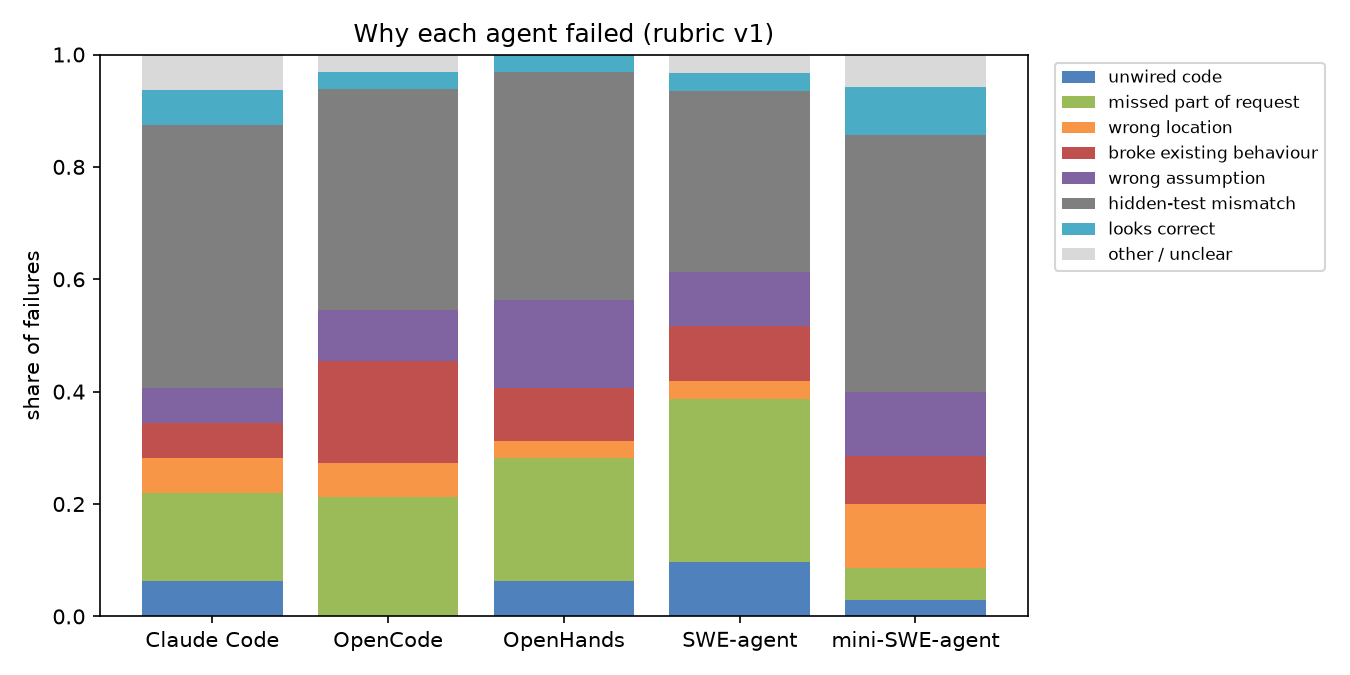 Why each agent failed (rubric v1)
share of failures
1.0
0.8
0.6
0.4
0.2
0.0
Claude Code
OpenCode
OpenHands
SWE-agent
mini-SWE-agent
unwired code
missed part of request
wrong location
broke existing behaviour
wrong assumption
hidden-test mismatch
looks correct
other / unclear